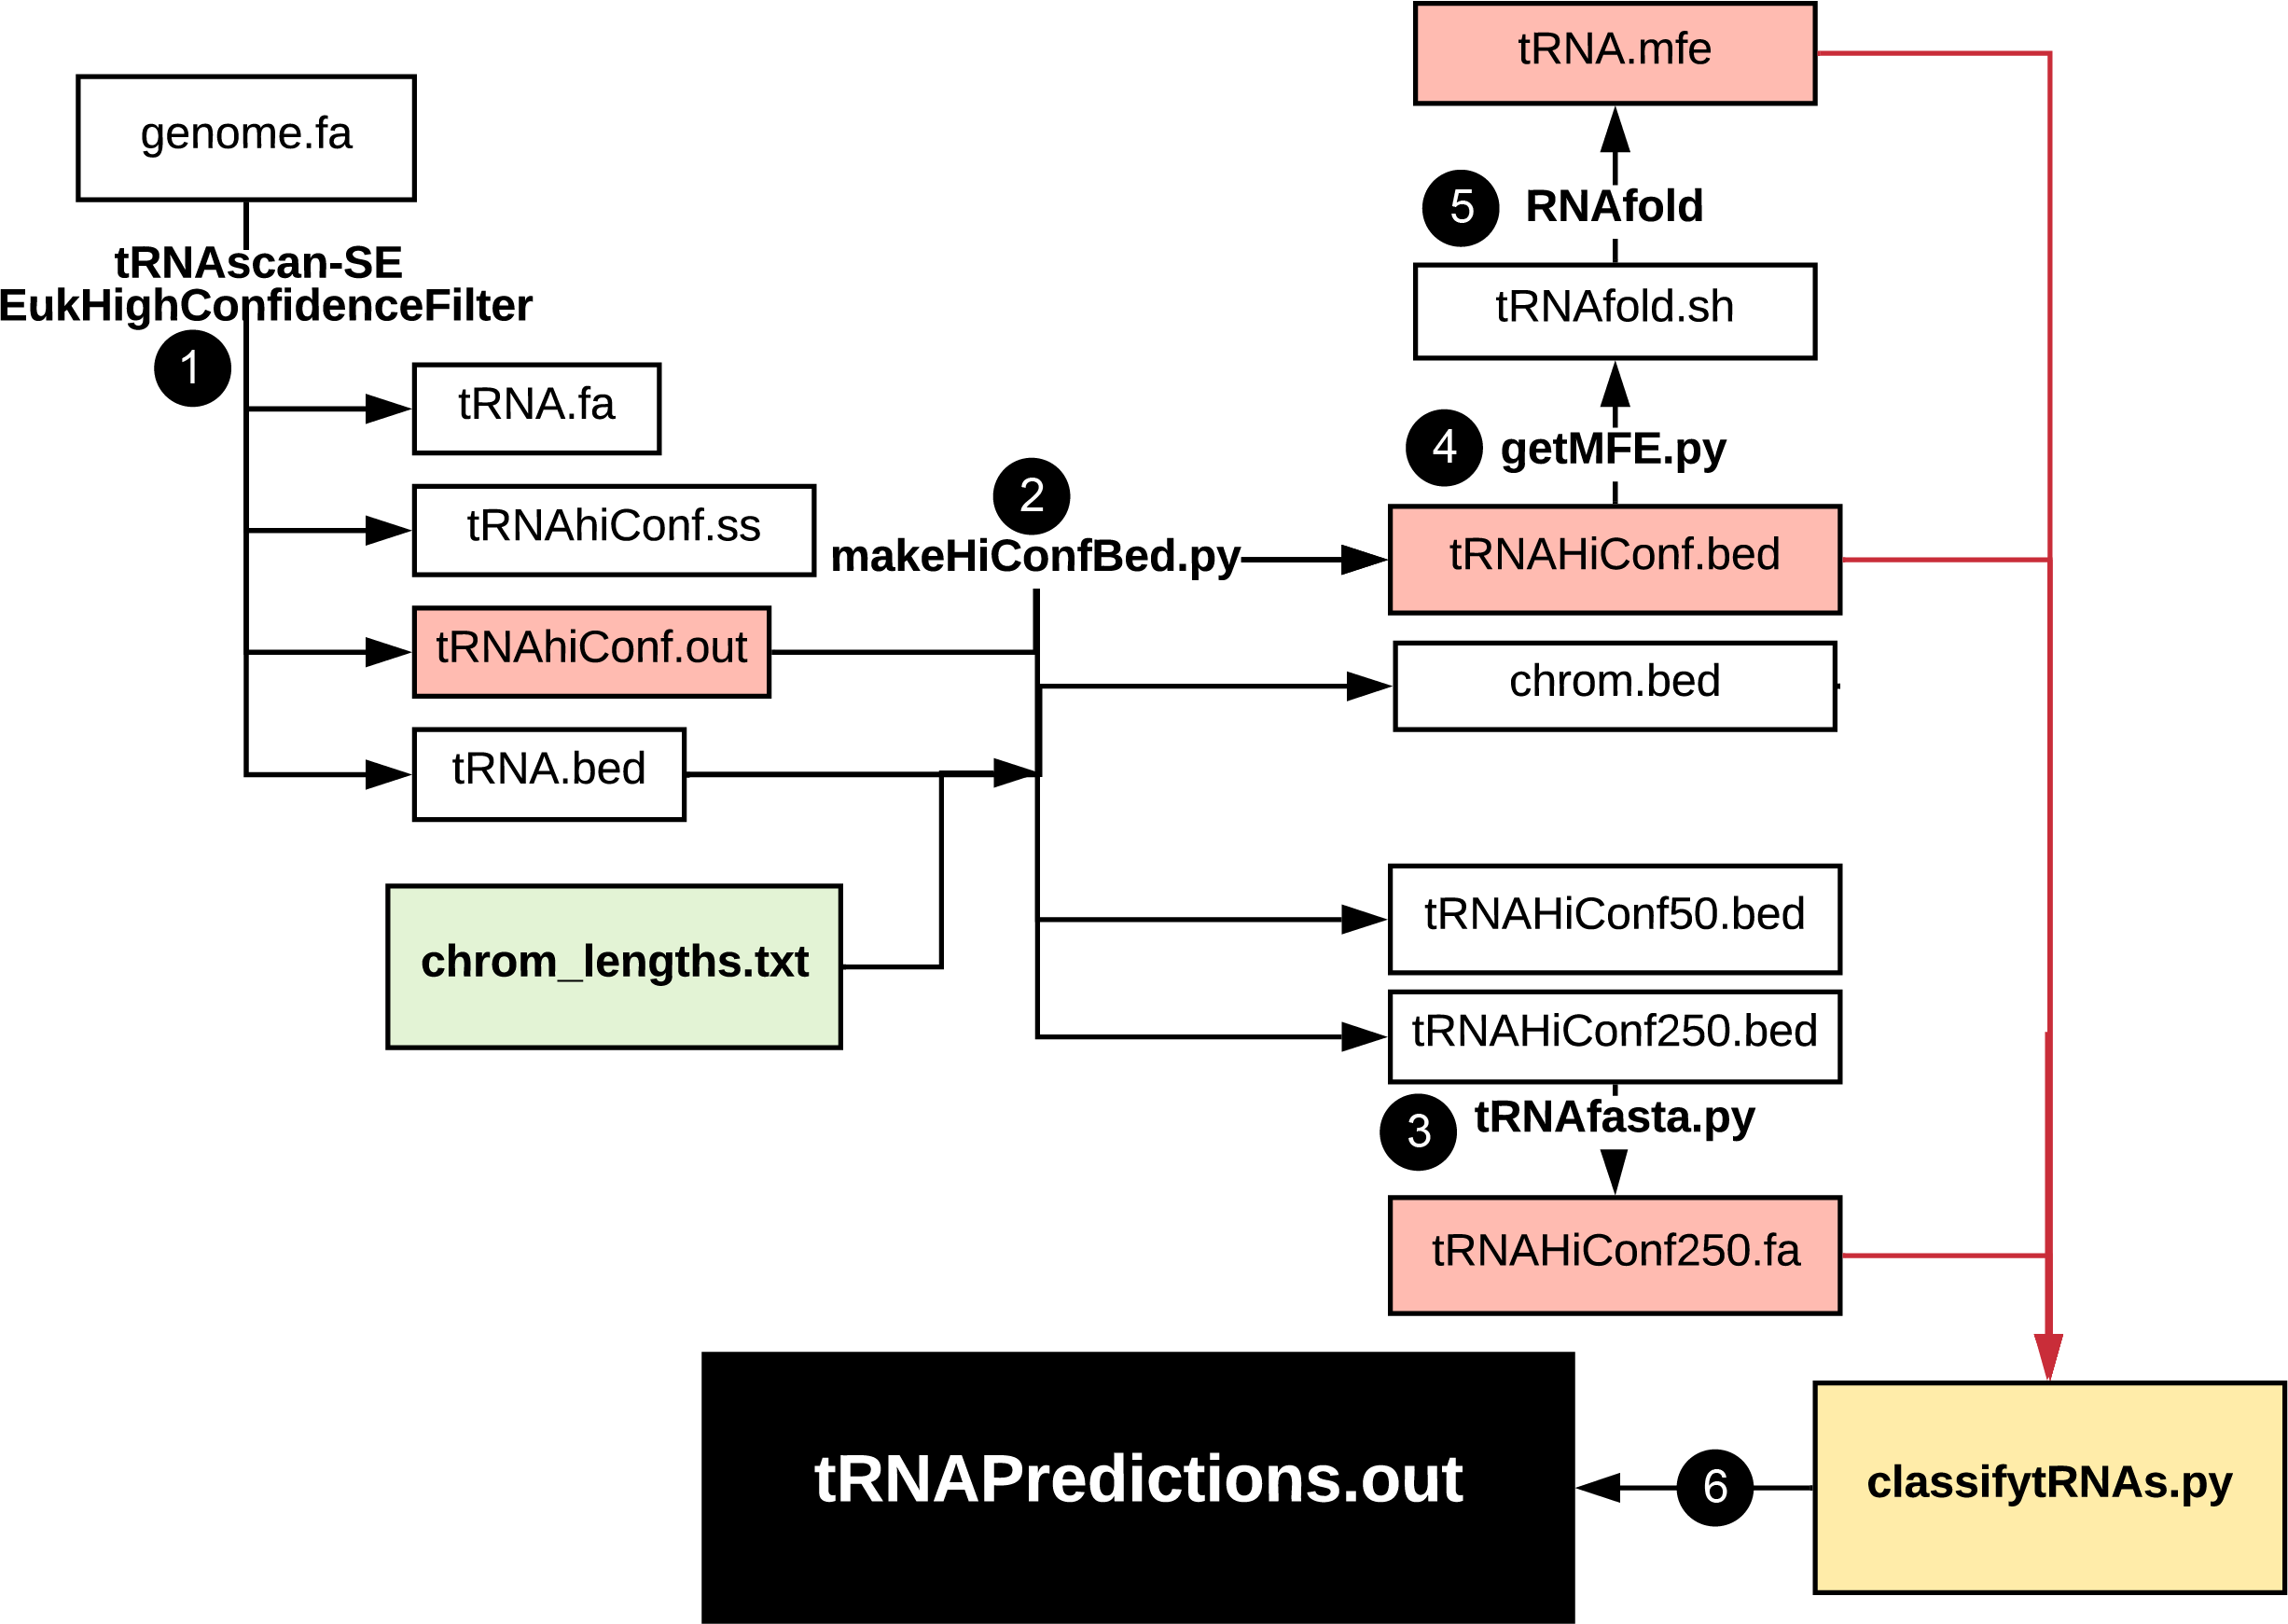 genome.fa
tRNAscan-SE
EukHighConfidenceFilter
1
tRNA.fa
tRNAhiConf.ss
tRNAhiConf.out
tRNA.bed
chrom_lengths.txt
2
makeHiConfBed.py
tRNA.mfe
5
RNAfold
tRNAfold.sh
4
getMFE.py
tRNAHiConf.bed
chrom.bed
tRNAHiConf50.bed
tRNAHiConf250.bed
3
tRNAfasta.py
tRNAHiConf250.fa
classifytRNAs.py
6
tRNAPredictions.out